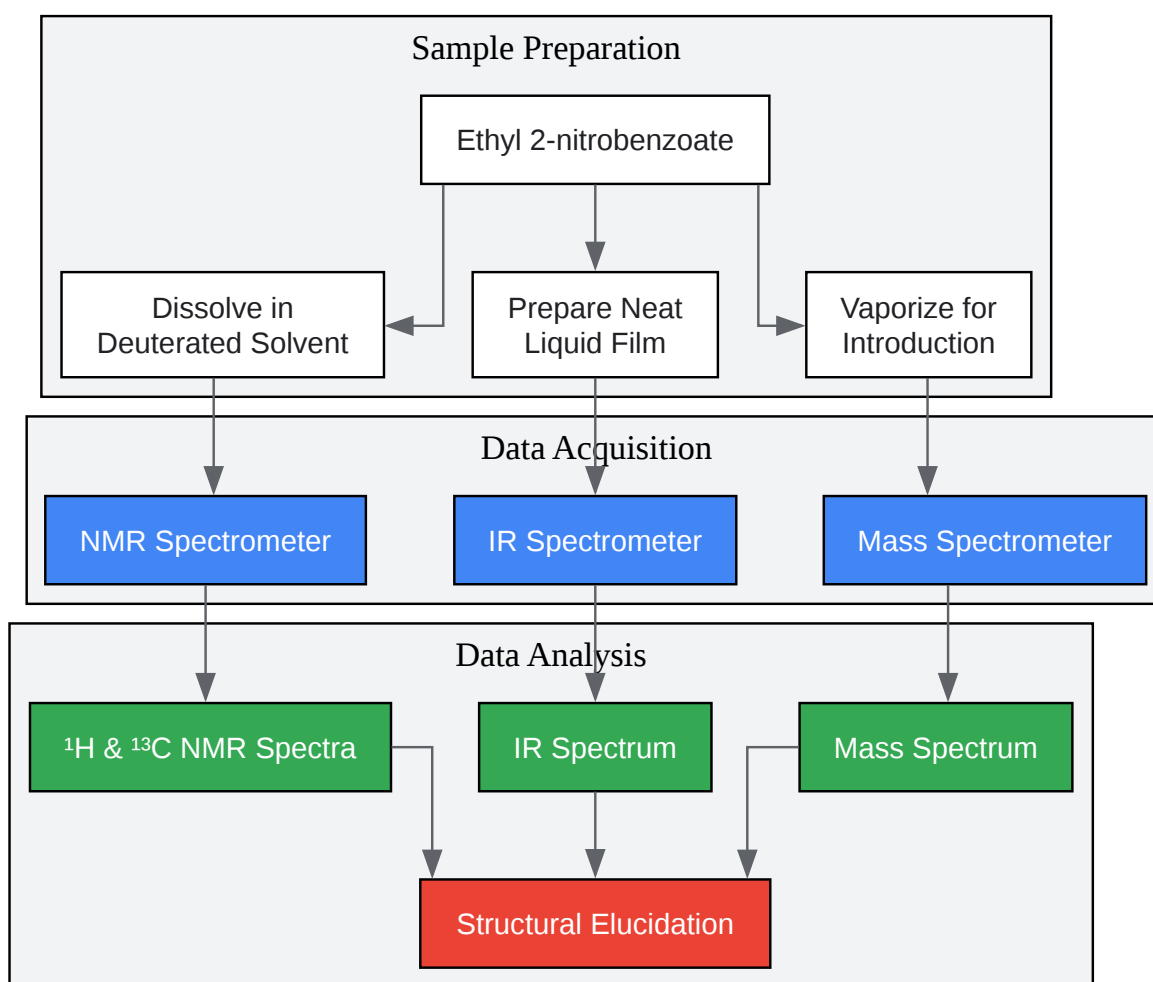 Sample Preparation
Ethyl 2-nitrobenzoate
Dissolve in
Deuterated Solvent
Prepare Neat
Liquid Film
Vaporize for
Introduction
Data Acquisition
NMR Spectrometer
IR Spectrometer
Mass Spectrometer
Data Analysis
¹H & ¹³C NMR Spectra
IR Spectrum
Mass Spectrum
Structural Elucidation